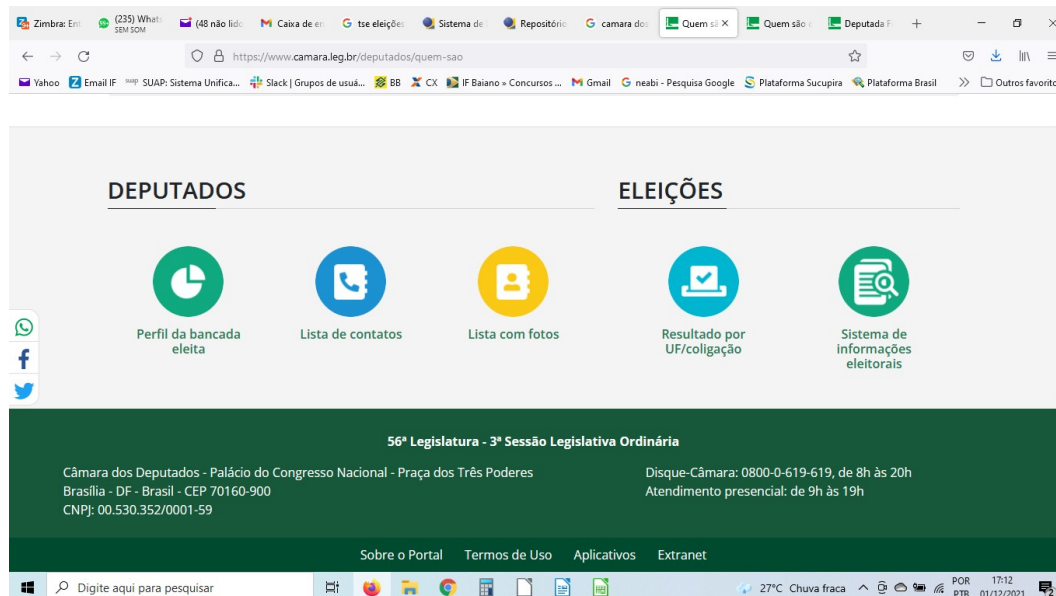 Zimbra: En
(235) What
SEM SOM
(48 não lido
Caixa de en
tse eleições
Sistema de
Repositório
camara dos
Quem sã
Quem são
Deputada F
https://www.camara.leg.br/deputados/quem-sao
Yahoo Email IF SUAP: Sistema Unifica... Slack | Grupos de usuá... BB CX IF Baiano » Concursos ... Gmail neabi - Pesquisa Google Plataforma Sucupira Plataforma Brasil Outros favorito
DEPUTADOS
ELEIÇÕES
Perfil da bancada
eleita
Lista de contatos
Lista com fotos
Resultado por
UF/coligação
Sistema de
informações
eleitorais
56ª Legislatura - 3ª Sessão Legislativa Ordinária
Câmara dos Deputados - Palácio do Congresso Nacional - Praça dos Três Poderes
Brasília - DF - Brasil - CEP 70160-900
CNPJ: 00.530.352/0001-59
Disque-Câmara: 0800-0-619-619, de 8h às 20h
Atendimento presencial: de 9h às 19h
Sobre o Portal Termos de Uso Aplicativos Extranet
Digite aqui para pesquisar
27°C Chuva fraca
POR
PTB
17:12
01/12/2021